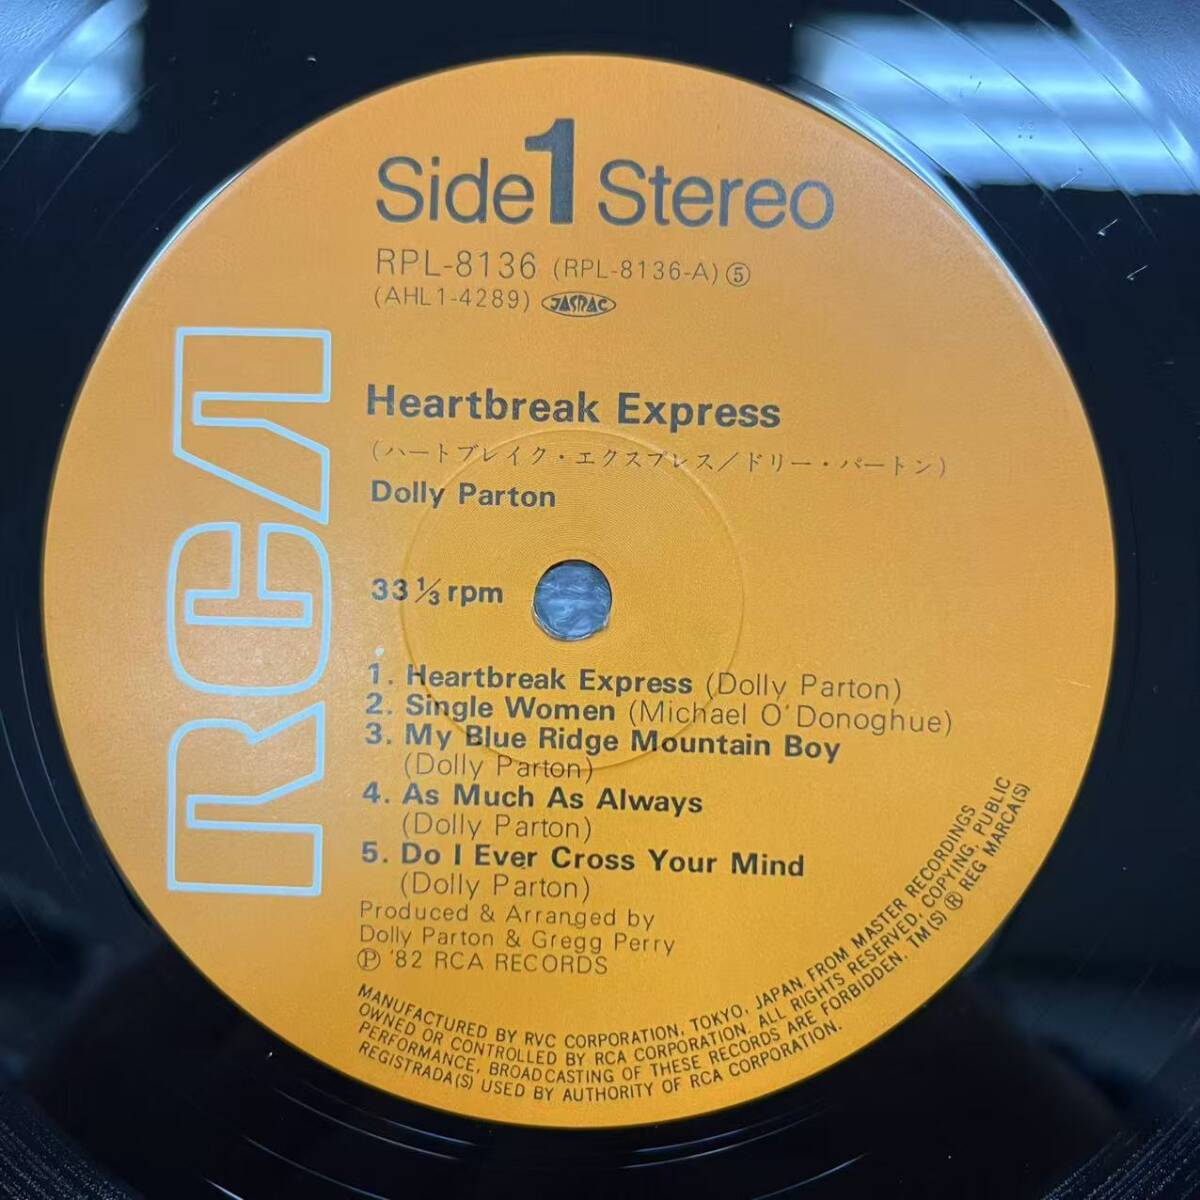 Side 1 Stereo
RPL-8136 (RPL-8136-A) ⑤
(AHL1-4289) JASRAC
RCA
Heartbreak Express
(ハートブレイク・エクスプレス/ドリー・パートン)
Dolly Parton
33 ⅓ rpm
1. Heartbreak Express (Dolly Parton)
2. Single Women (Michael O'Donoghue)
3. My Blue Ridge Mountain Boy
(Dolly Parton)
4. As Much As Always
(Dolly Parton)
5. Do I Ever Cross Your Mind
(Dolly Parton)
Produced & Arranged by
Dolly Parton & Gregg Perry
Ⓟ '82 RCA RECORDS
MANUFACTURED BY RVC CORPORATION, TOKYO, JAPAN. FROM MASTER RECORDINGS
OWNED OR CONTROLLED BY RCA CORPORATION. ALL RIGHTS RESERVED, COPYING, PUBLIC
PERFORMANCE, BROADCASTING OF THESE RECORDS ARE FORBIDDEN. TM(S) ® REG MARCA(S)
REGISTRADA(S) USED BY AUTHORITY OF RCA CORPORATION.